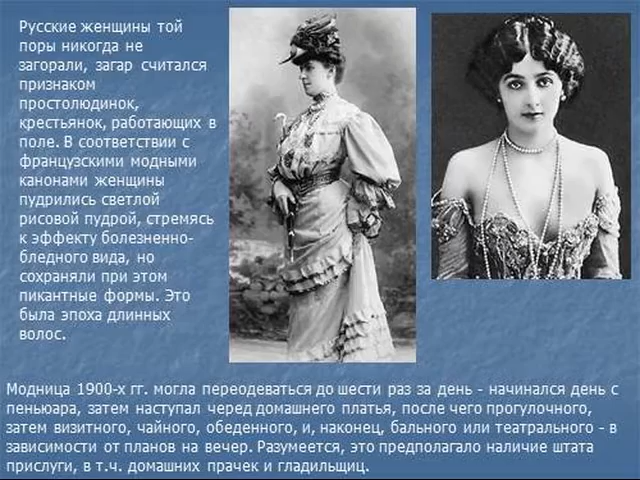 Русские женщины той
поры никогда не
загорали, загар считался
признаком
простолюдинок,
крестьянок, работающих в
поле. В соответствии с
французскими модными
канонами женщины
пудрились светлой
рисовой пудрой, стремясь
к эффекту болезненно-
бледного вида, но
сохраняли при этом
пикантные формы. Это
была эпоха длинных
волос.
Модница 1900-х гг. могла переодеваться до шести раз за день - начинался день с
пеньюара, затем наступал черед домашнего платья, после чего прогулочного,
затем визитного, чайного, обеденного, и, наконец, бального или театрального - в
зависимости от планов на вечер. Разумеется, это предполагало наличие штата
прислуги, в т.ч. домашних прачек и гладильщиц.